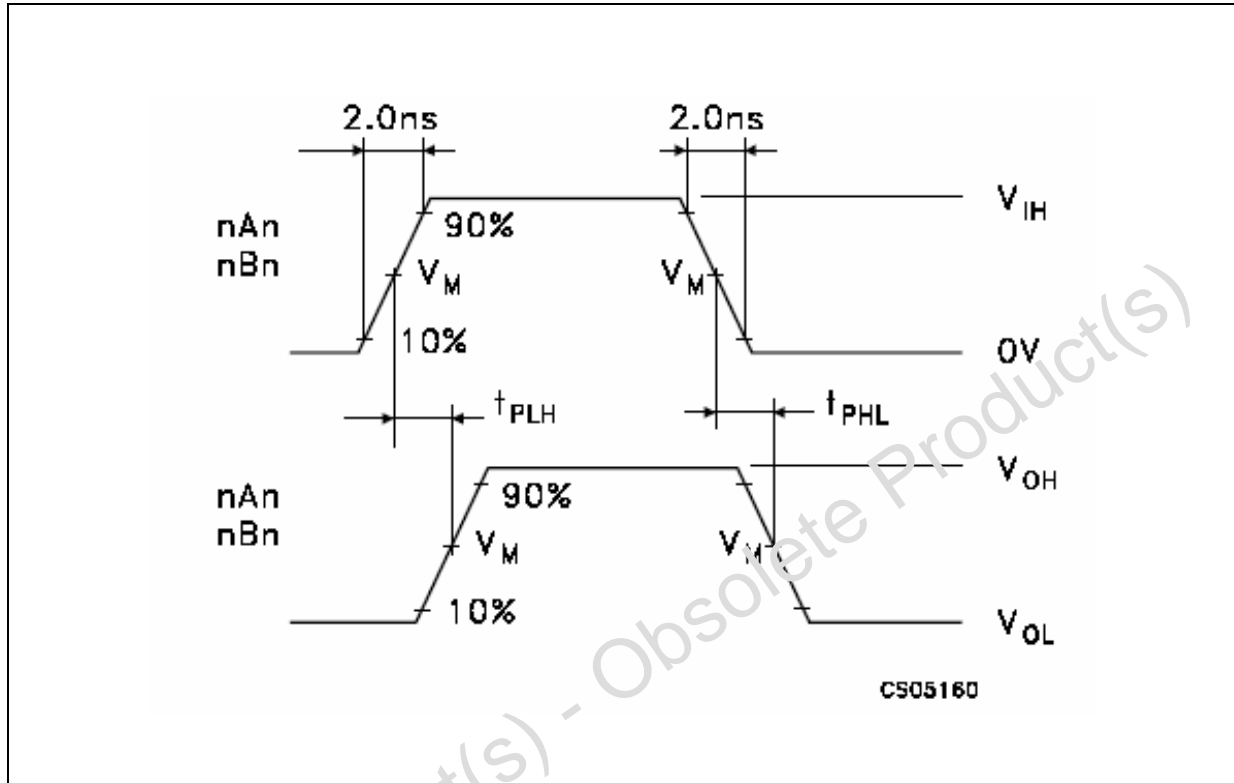 2.0ns 2.0ns
nAn
nBn
90%
V_M V_M
10%
V_IH
0V
t_PLH t_PHL
nAn
nBn
90%
V_M V_M
10%
V_OH
V_OL
CS05160
t(s) - Obsolete Product(s)